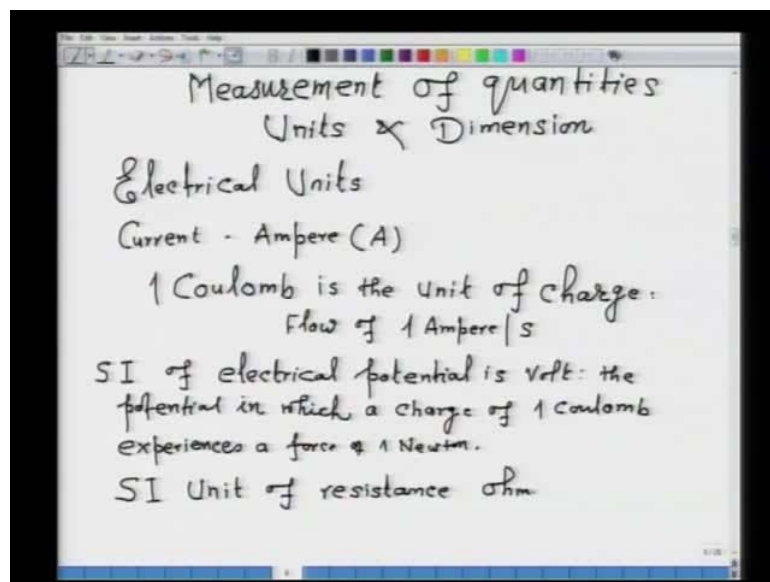 Measurement of quantities
Units & Dimension
Electrical Units
Current - Ampere (A)
1 Coulomb is the unit of charge.
Flow of 1 Ampere/s
SI of electrical potential is Volt: the
potential in which a charge of 1 Coulomb
experiences a force of 1 Newton.
SI Unit of resistance ohm